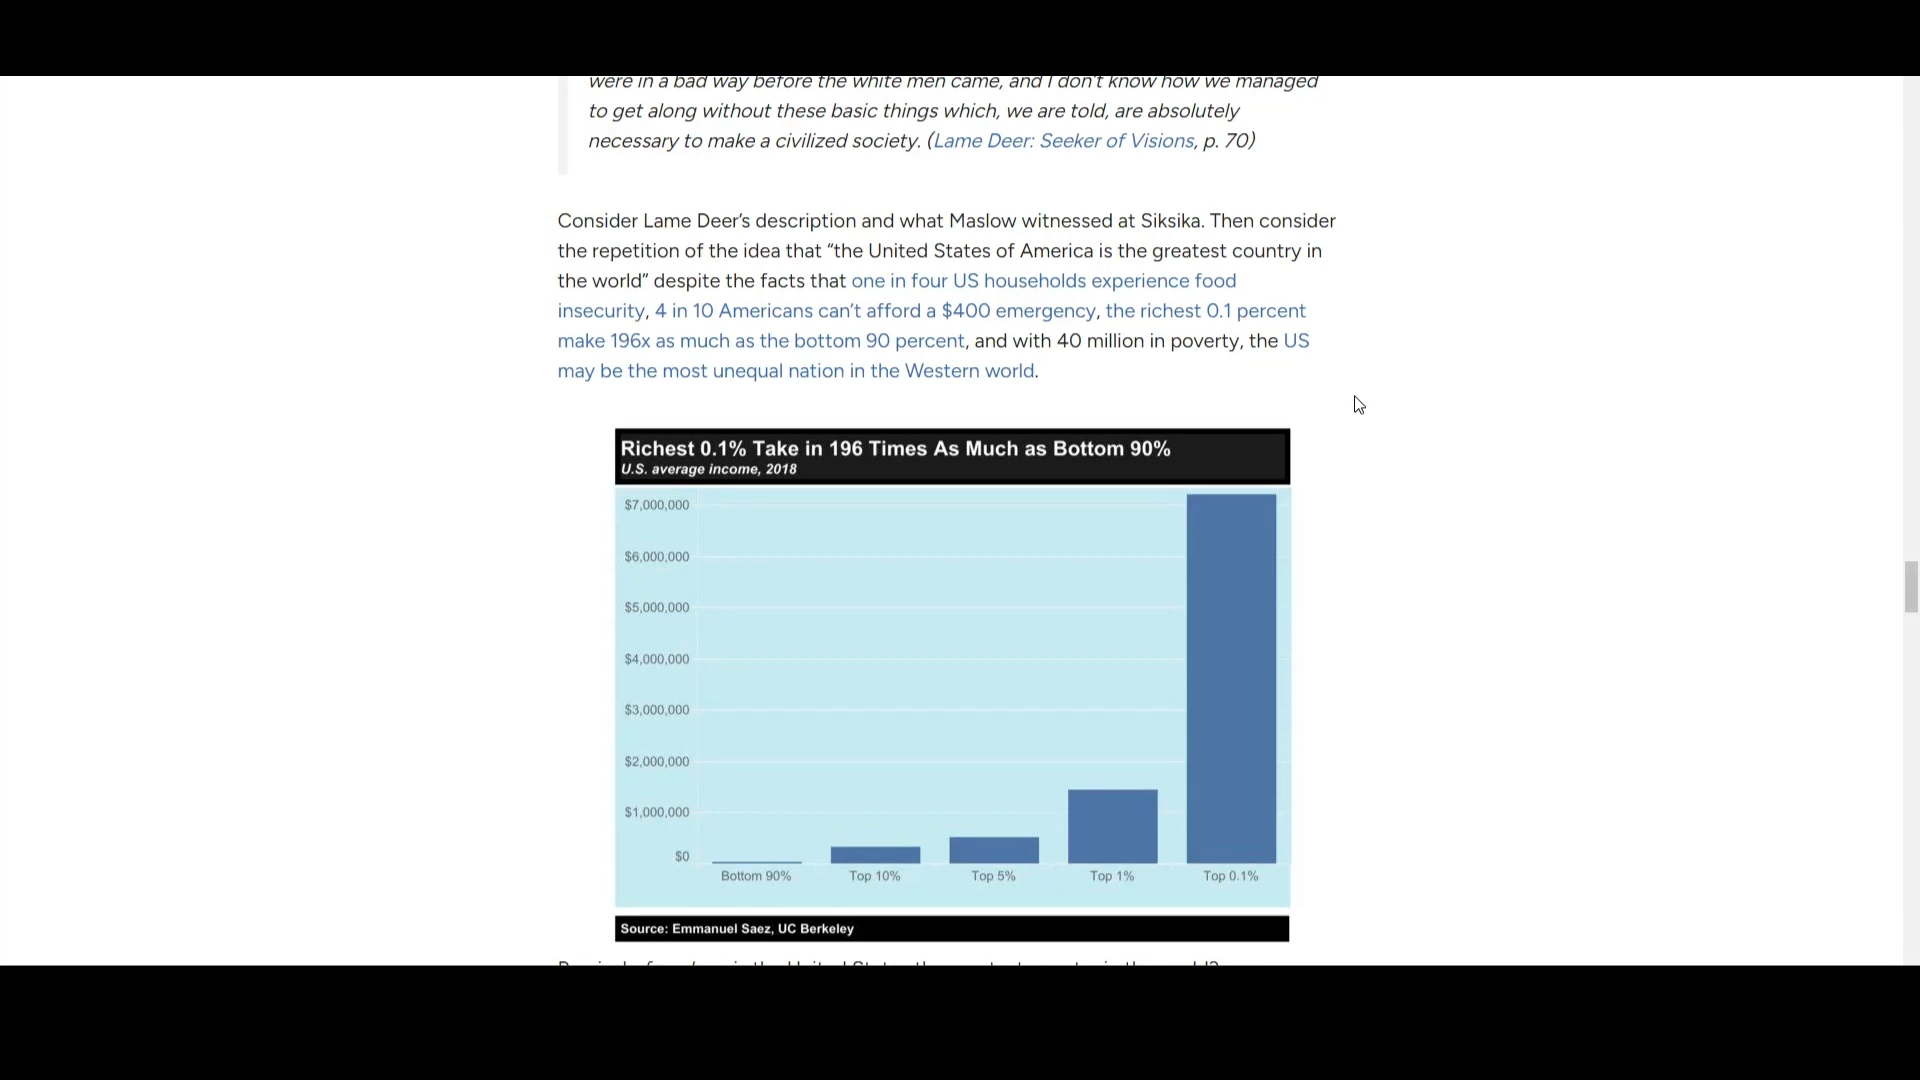 were in a bad way before the white men came, and I don't know how we managed
to get along without these basic things which, we are told, are absolutely
necessary to make a civilized society. (Lame Deer: Seeker of Visions, p. 70)
Consider Lame Deer's description and what Maslow witnessed at Siksika. Then consider
the repetition of the idea that “the United States of America is the greatest country in
the world” despite the facts that one in four US households experience food
insecurity, 4 in 10 Americans can't afford a $400 emergency, the richest 0.1 percent
make 196x as much as the bottom 90 percent, and with 40 million in poverty, the US
may be the most unequal nation in the Western world.
Richest 0.1% Take in 196 Times As Much as Bottom 90%
U.S. average income, 2018
$7,000,000
$6,000,000
$5,000,000
$4,000,000
$3,000,000
$2,000,000
$1,000,000
$0
Bottom 90% Top 10% Top 5% Top 1% Top 0.1%
Source: Emmanuel Saez, UC Berkeley